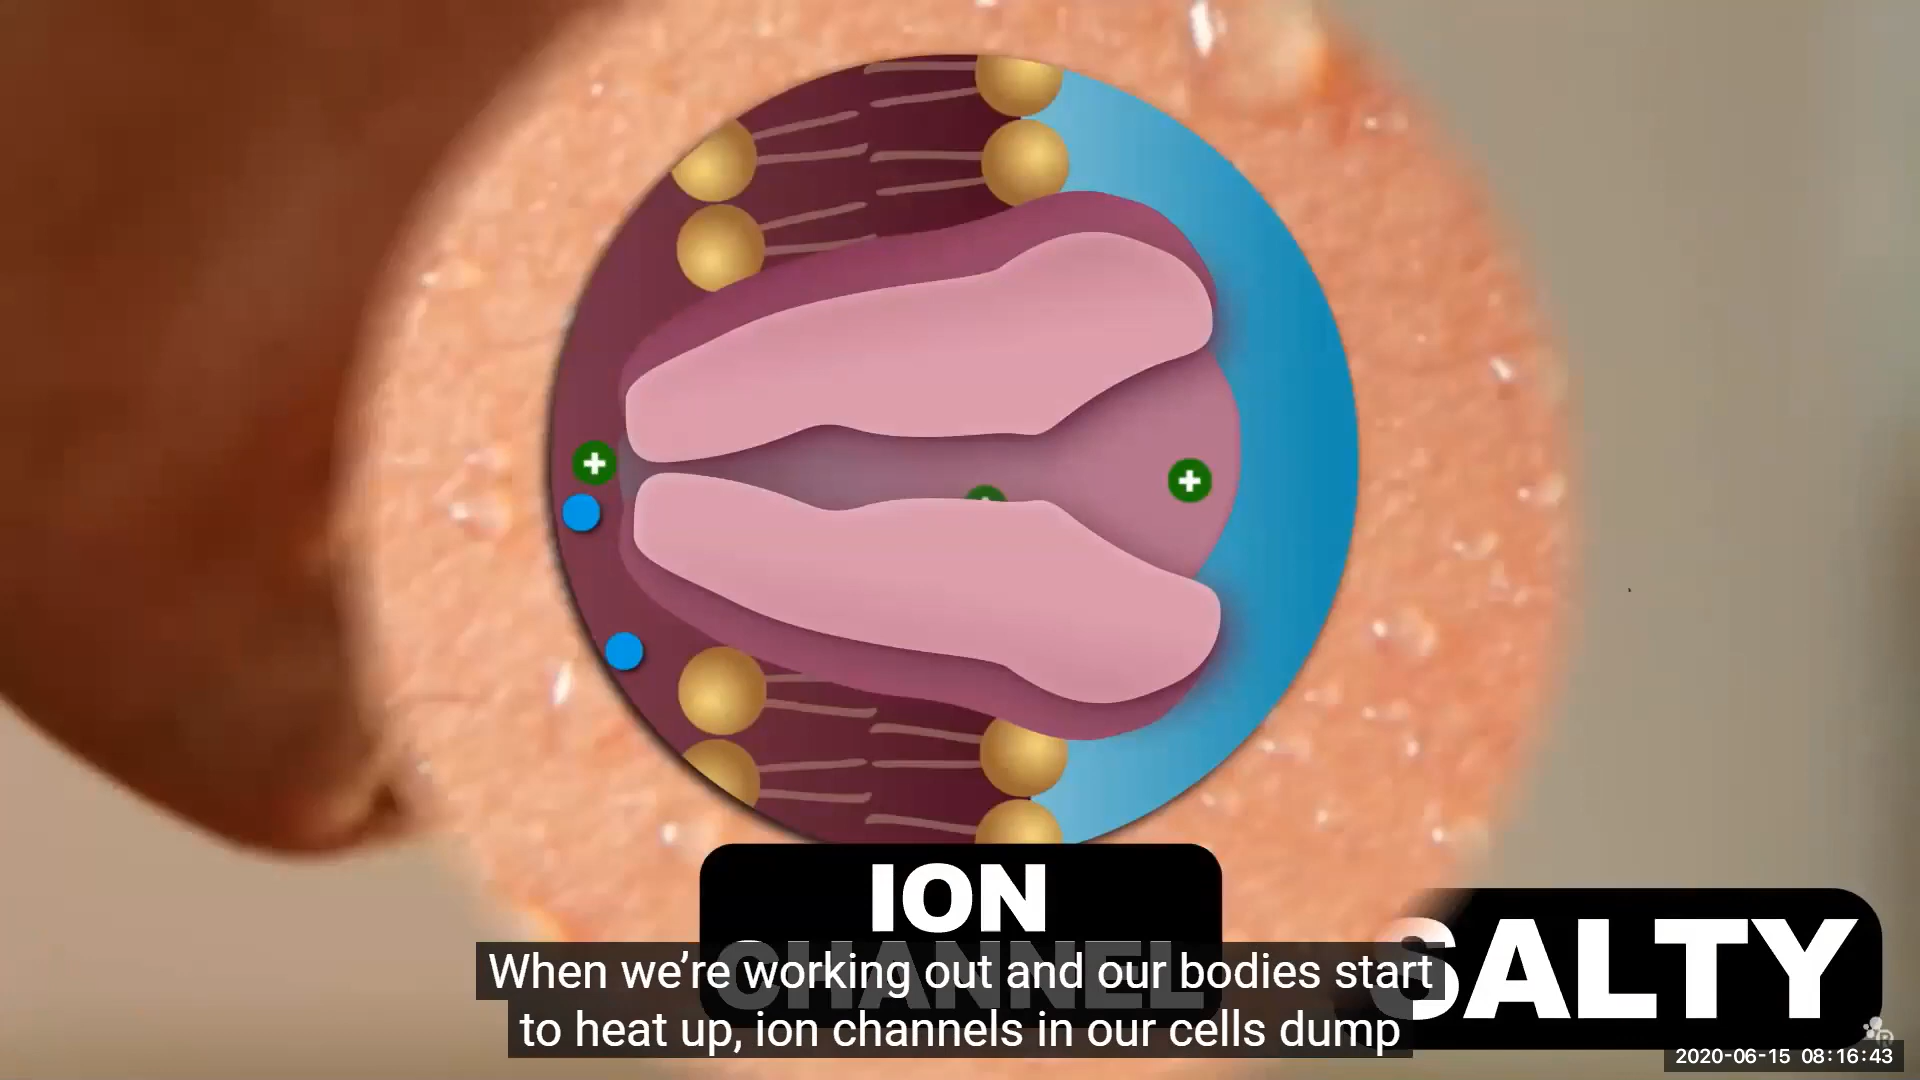 ION
CHANNEL
When we’re working out and our bodies start
to heat up, ion channels in our cells dump
SALTY
2020-06-15 08:16:43